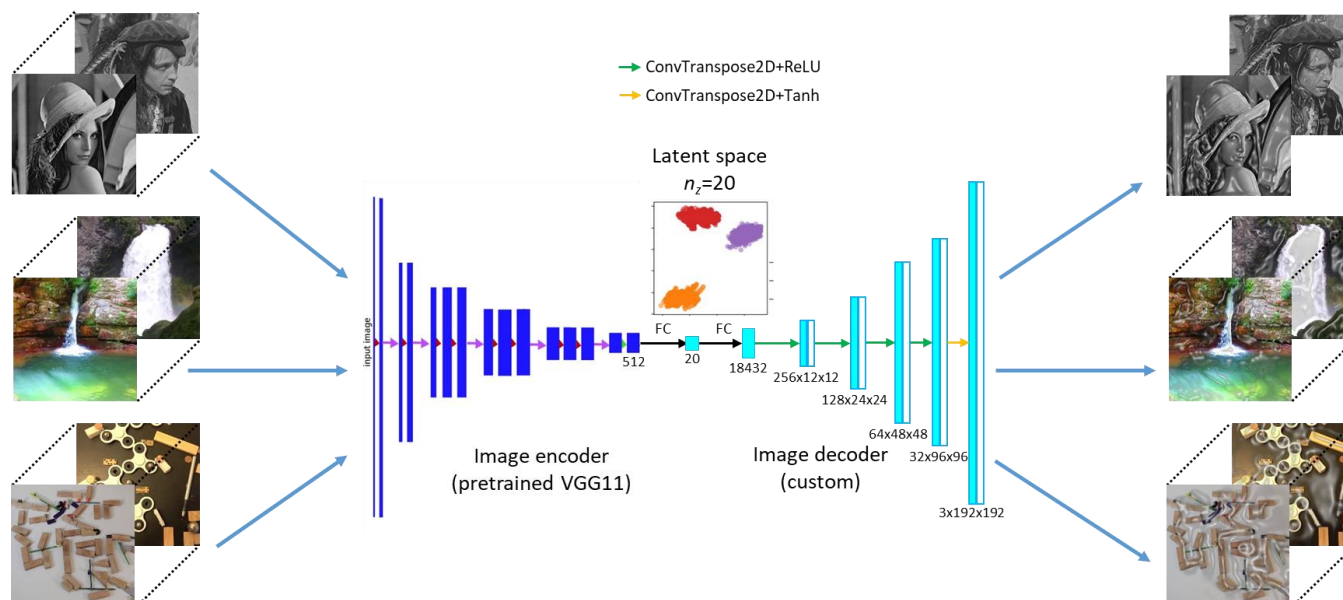 ConvTranspose2D+ReLU
ConvTranspose2D+Tanh
Latent space
n_z=20
input image
FC
FC
512
20
18432
256x12x12
128x24x24
64x48x48
32x96x96
3x192x192
Image encoder
(pretrained VGG11)
Image decoder
(custom)